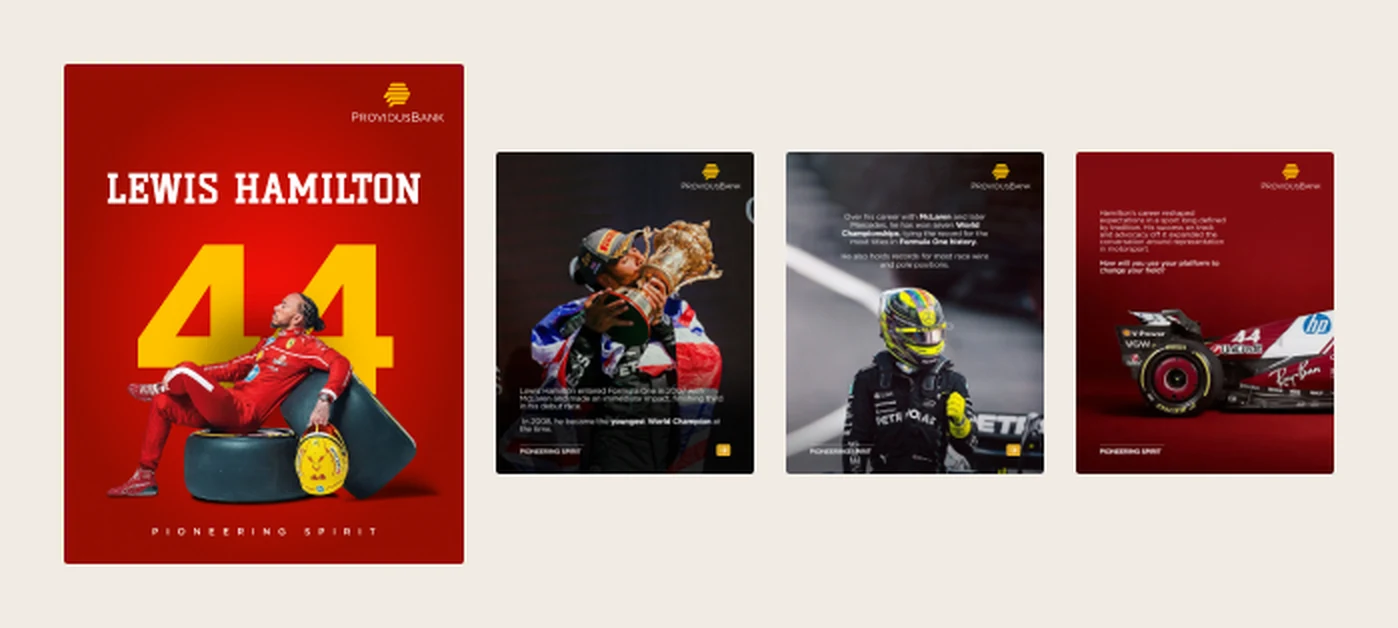 PROVIDUSBANK
LEWIS HAMILTON
44
PIONEERING SPIRIT
PROVIDUSBANK
PIRELLI
Lewis Hamilton entered Formula One in 2007 with
McLaren and made an immediate impact, finishing third
in his debut race.
In 2008, he became the youngest World Champion at
the time.
PIONEERING SPIRIT
PROVIDUSBANK
Over his career with McLaren and later
Mercedes, he has won seven World
Championships, tying the record for the
most titles in Formula One history.
He also holds records for most race wins
and pole positions.
PETRONAS
PIONEERING SPIRIT
PROVIDUSBANK
Hamilton's career reshaped
expectations in a sport long defined
by tradition. His success on track
and advocacy off it expanded the
conversation around representation
in motorsport.
How will you use your platform to
change your field?
44
hp
VGW
Ray-Ban
PIONEERING SPIRIT